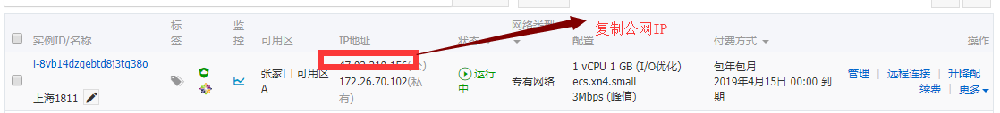 复制公网IP
实例ID/名称
标签
监控
可用区
IP地址
状态
网络类型
配置
付费方式
操作
i-8vb14dzgebtd8j3tg38o
上海1811
张家口 可用区
A
172.26.70.102(私
有)
运行
中
专有网络
1 vCPU 1 GB (I/O优化)
ecs.xn4.small
3Mbps (峰值)
包年包月
2019年4月15日 00:00 到
期
管理 | 远程连接 | 升降配
续费 | 更多